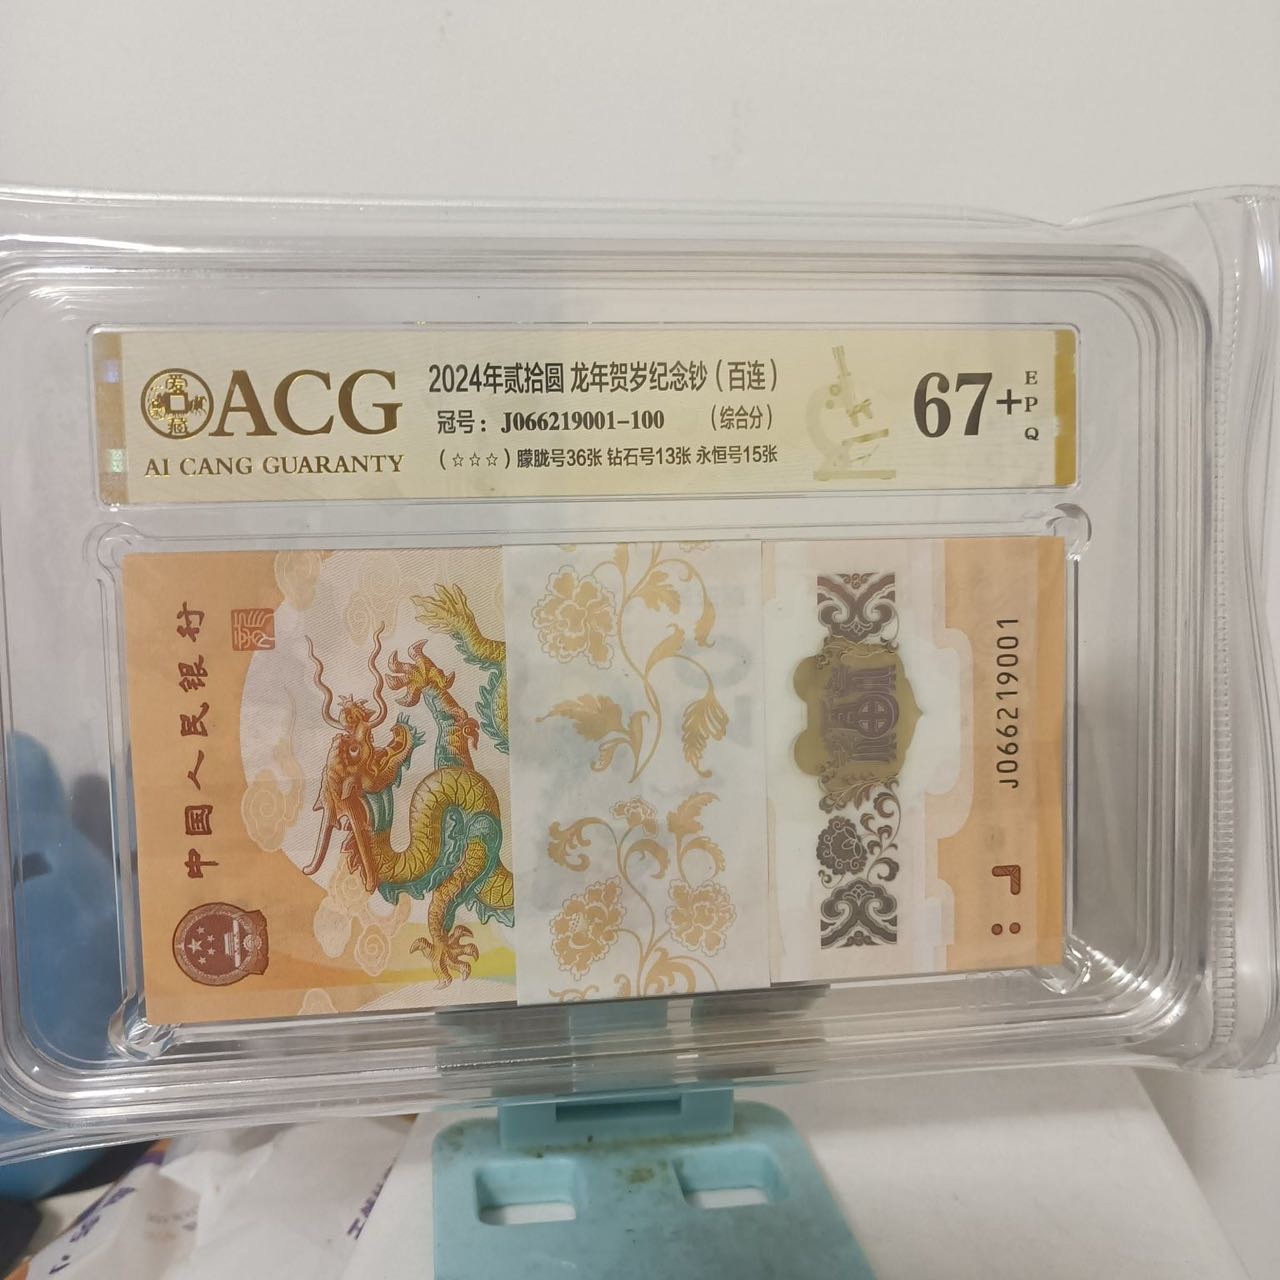 ACG
AI CANG GUARANTY
2024年贰拾圆 龙年贺岁纪念钞（百连）
冠号：J066219001-100 （综合分）
（☆☆☆）朦胧号36张 钻石号13张 永恒号15张
67+
EPQ
中国人民银行
J066219001